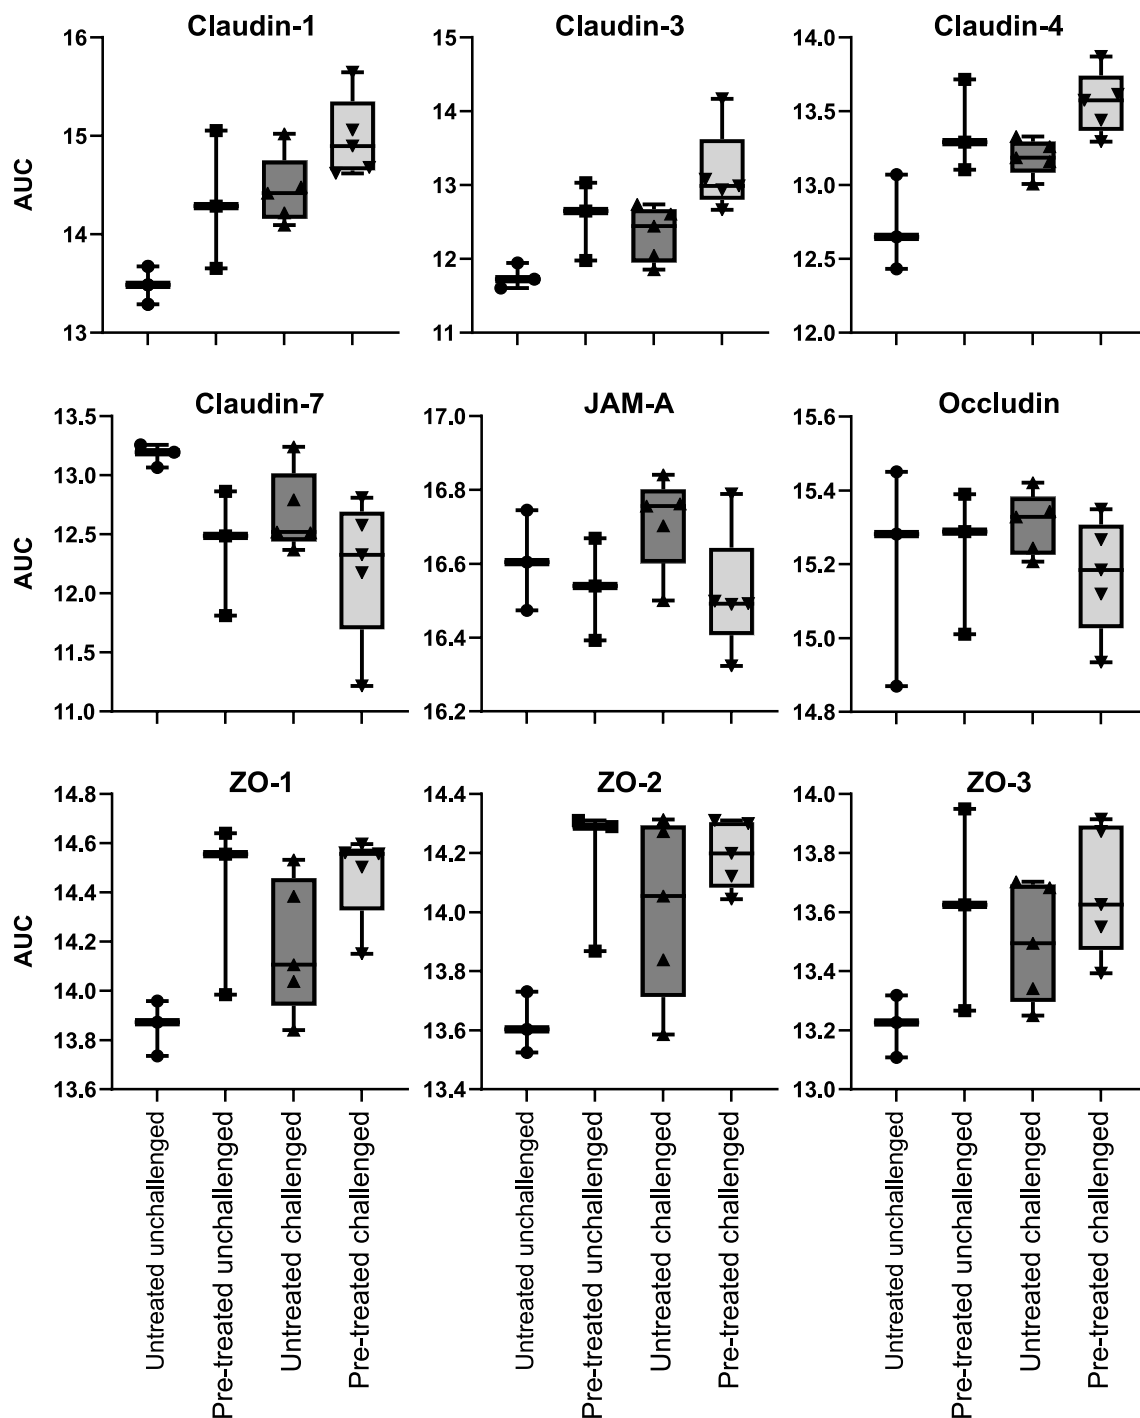 Claudin-1
Claudin-3
Claudin-4
AUC
16
15
14
13
15
14
13
12
11
14.0
13.5
13.0
12.5
12.0
Claudin-7
JAM-A
Occludin
AUC
13.5
13.0
12.5
12.0
11.5
11.0
17.0
16.8
16.6
16.4
16.2
15.6
15.4
15.2
15.0
14.8
ZO-1
ZO-2
ZO-3
AUC
14.8
14.6
14.4
14.2
14.0
13.8
13.6
14.4
14.2
14.0
13.8
13.6
13.4
14.0
13.8
13.6
13.4
13.2
13.0
Untreated unchallenged
Pre-treated unchallenged
Untreated challenged
Pre-treated challenged
Untreated unchallenged
Pre-treated unchallenged
Untreated challenged
Pre-treated challenged
Untreated unchallenged
Pre-treated unchallenged
Untreated challenged
Pre-treated challenged